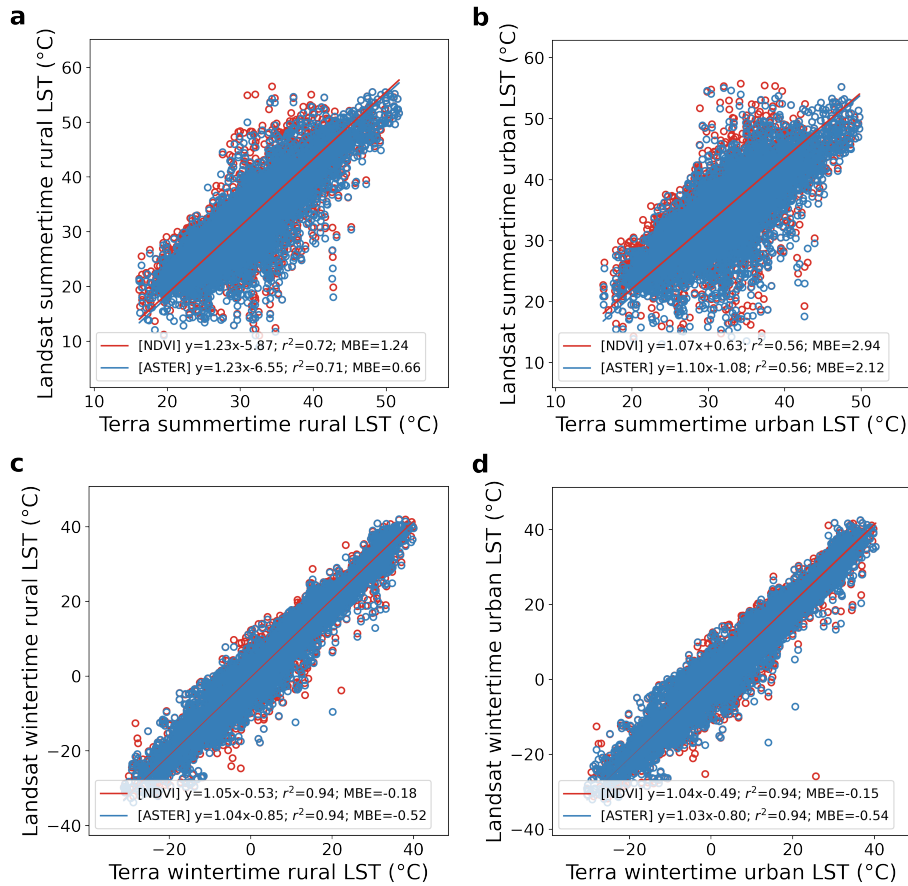 a
Landsat summertime rural LST (°C)
60
50
40
30
20
10
[NDVI] y=1.23x-5.87; r²=0.72; MBE=1.24
[ASTER] y=1.23x-6.55; r²=0.71; MBE=0.66
10 20 30 40 50
Terra summertime rural LST (°C)
b
Landsat summertime urban LST (°C)
60
50
40
30
20
10
[NDVI] y=1.07x+0.63; r²=0.56; MBE=2.94
[ASTER] y=1.10x-1.08; r²=0.56; MBE=2.12
20 30 40 50
Terra summertime urban LST (°C)
c
Landsat wintertime rural LST (°C)
40
20
0
−20
−40
[NDVI] y=1.05x-0.53; r²=0.94; MBE=-0.18
[ASTER] y=1.04x-0.85; r²=0.94; MBE=-0.52
−20 0 20 40
Terra wintertime rural LST (°C)
d
Landsat wintertime urban LST (°C)
40
20
0
−20
−40
[NDVI] y=1.04x-0.49; r²=0.94; MBE=-0.15
[ASTER] y=1.03x-0.80; r²=0.94; MBE=-0.54
−20 0 20 40
Terra wintertime urban LST (°C)